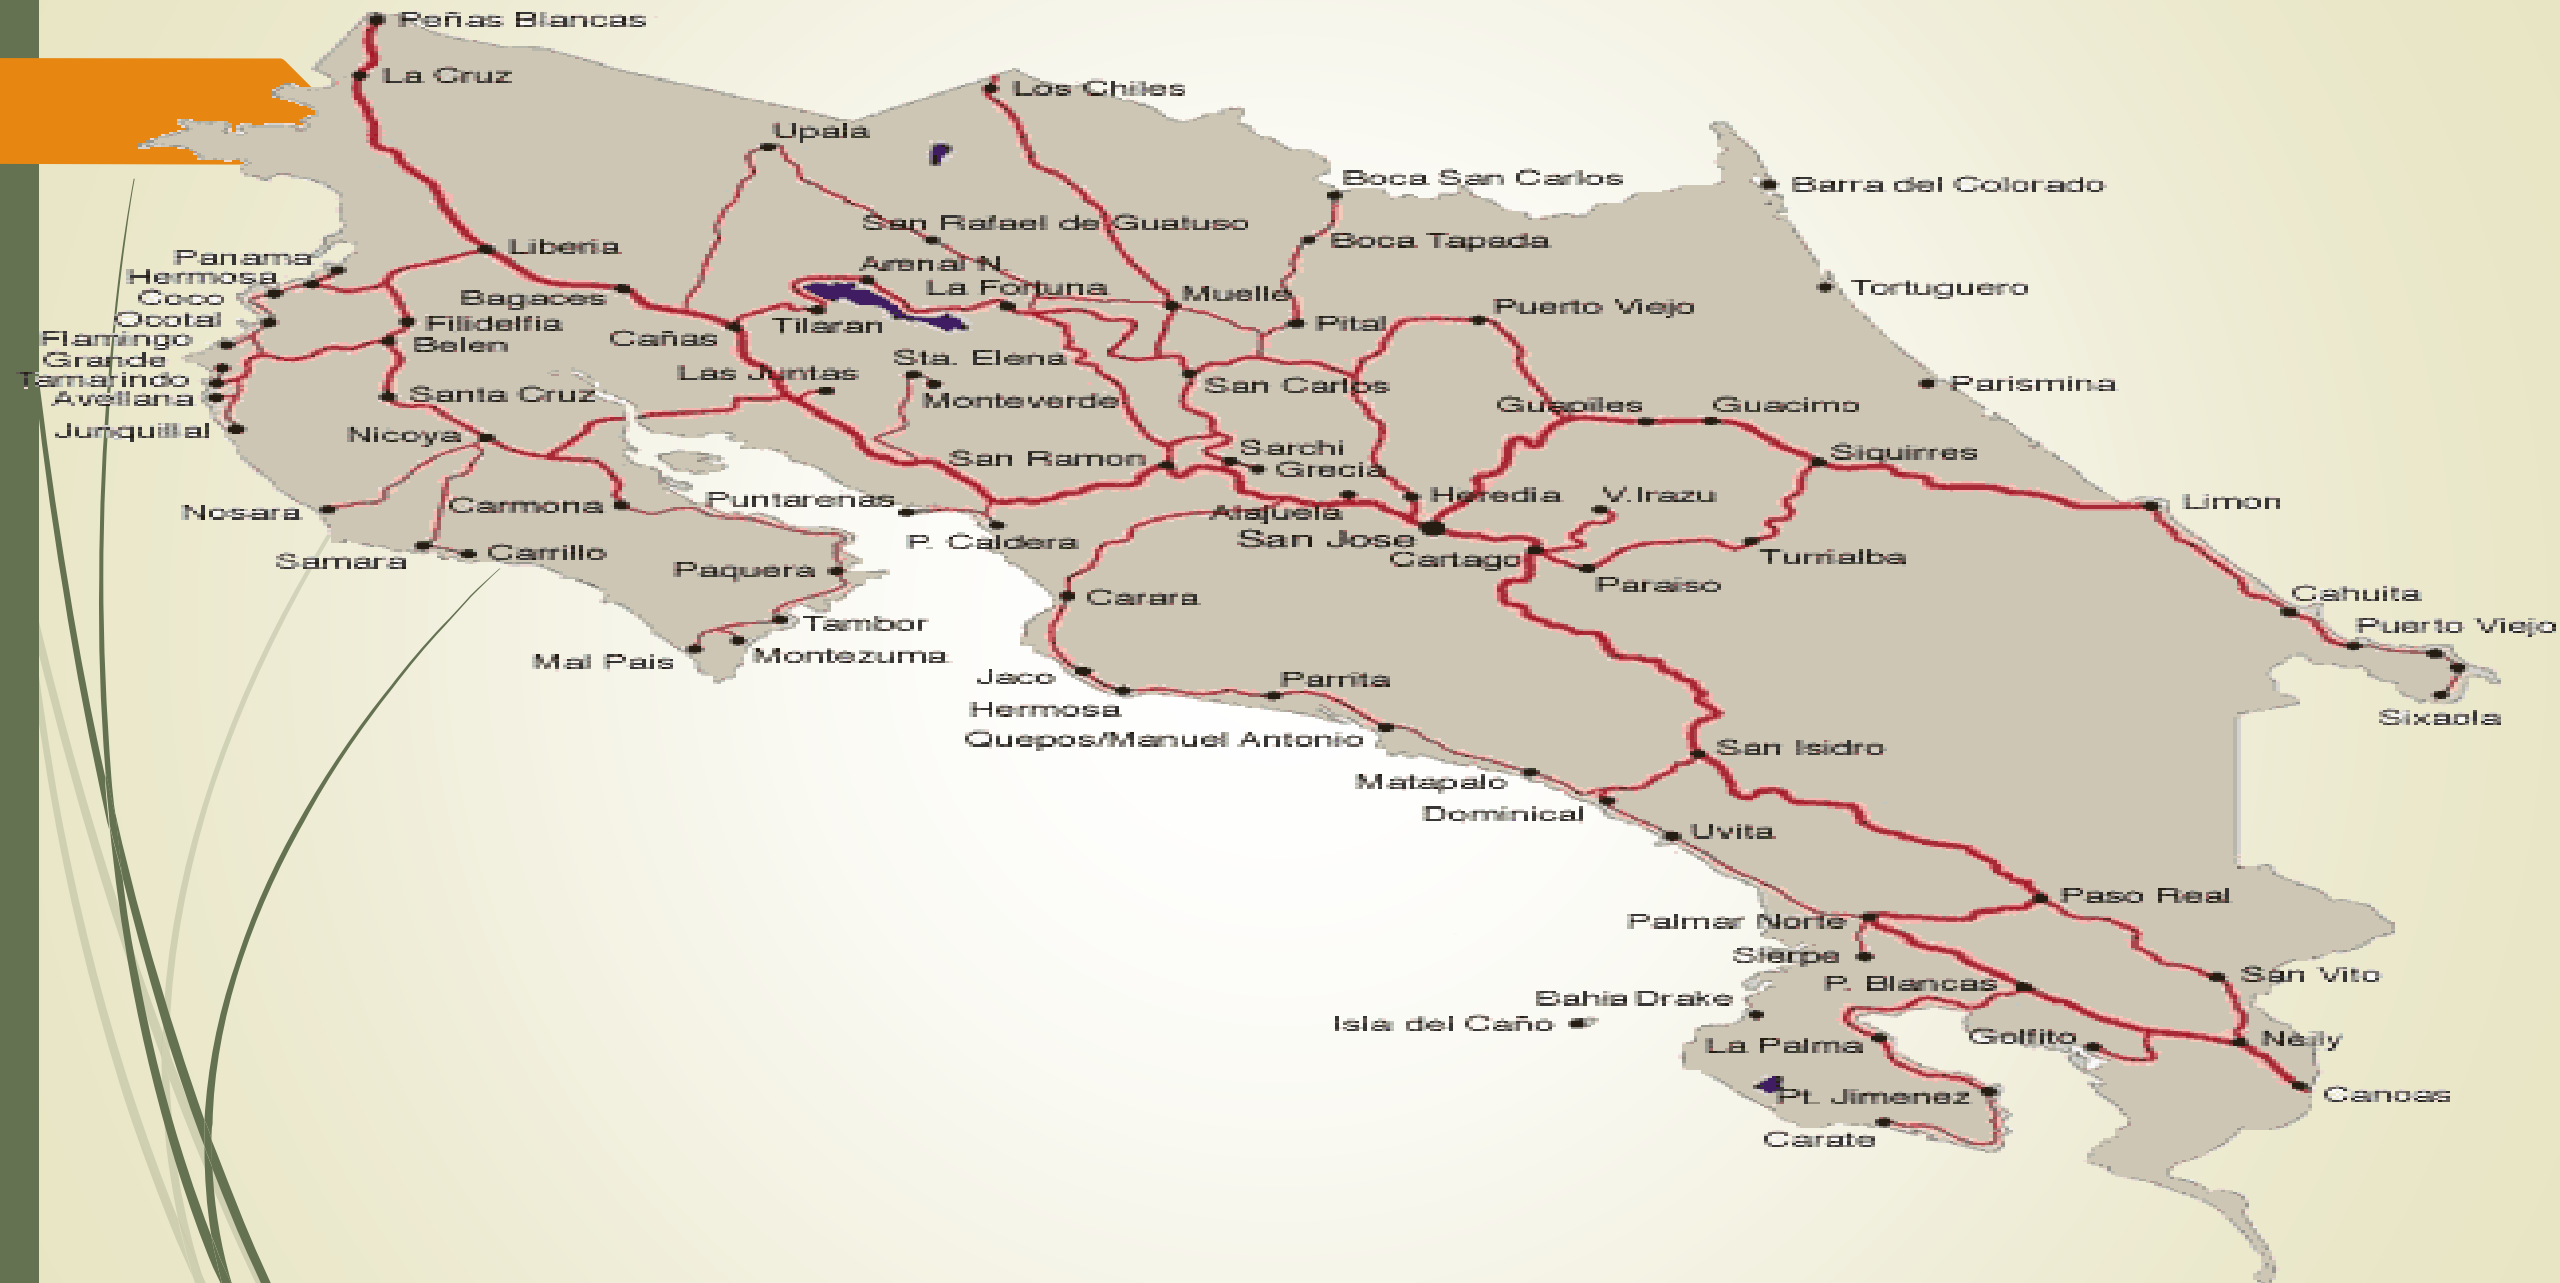 Peñas Blancas
La Cruz
Los Chiles
Upala
Boca San Carlos
Barra del Colorado
San Rafael de Guatuso
Boca Tapada
Liberia
Panama
Hermosa
Arenal N.
La Fortuna
Muelle
Tortuguero
Coco
Bagaces
Puerto Viejo
Ocotal
Filidelfia
Tilaran
Pital
Flamingo
Cañas
Belen
Grande
Sta. Elena
Tamarindo
Las Juntas
San Carlos
Parismina
Avellana
Santa Cruz
Monteverde
Guapiles
Guacimo
Junquillal
Nicoya
Sarchi
San Ramon
Grecia
Siquirres
Nosara
Carmona
Puntarenas
Heredia
V.Irazu
Limon
Alajuela
San Jose
P. Caldera
Samara
Carrillo
Cartago
Turrialba
Paquera
Paraiso
Carara
Cahuita
Tambor
Puerto Viejo
Mal Pais
Montezuma
Jaco
Parrita
Hermosa
Sixaola
Quepos/Manuel Antonio
San Isidro
Matapalo
Dominical
Uvita
Paso Real
Palmar Norte
Sierpe
San Vito
P. Blancas
Bahia Drake
Isla del Caño
Golfito
Neily
La Palma
Pt. Jimenez
Canoas
Carate